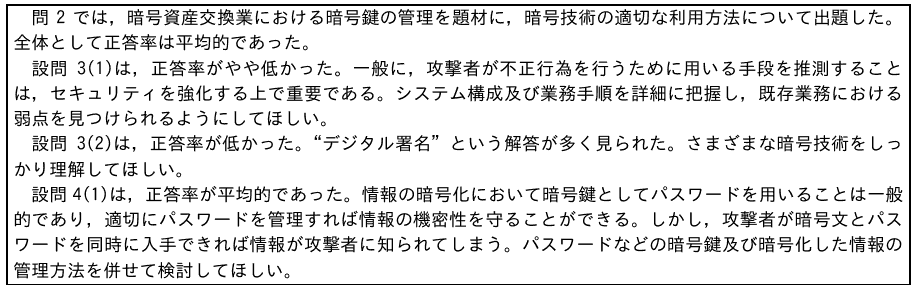 問 2 では，暗号資産交換業における暗号鍵の管理を題材に，暗号技術の適切な利用方法について出題した。
全体として正答率は平均的であった。
設問 3(1)は，正答率がやや低かった。一般に，攻撃者が不正行為を行うために用いる手段を推測すること
は，セキュリティを強化する上で重要である。システム構成及び業務手順を詳細に把握し，既存業務における
弱点を見つけられるようにしてほしい。
設問 3(2)は，正答率が低かった。“デジタル署名”という解答が多く見られた。さまざまな暗号技術をしっ
かり理解してほしい。
設問 4(1)は，正答率が平均的であった。情報の暗号化において暗号鍵としてパスワードを用いることは一般
的であり，適切にパスワードを管理すれば情報の機密性を守ることができる。しかし，攻撃者が暗号文とパス
ワードを同時に入手できれば情報が攻撃者に知られてしまう。パスワードなどの暗号鍵及び暗号化した情報の
管理方法を併せて検討してほしい。